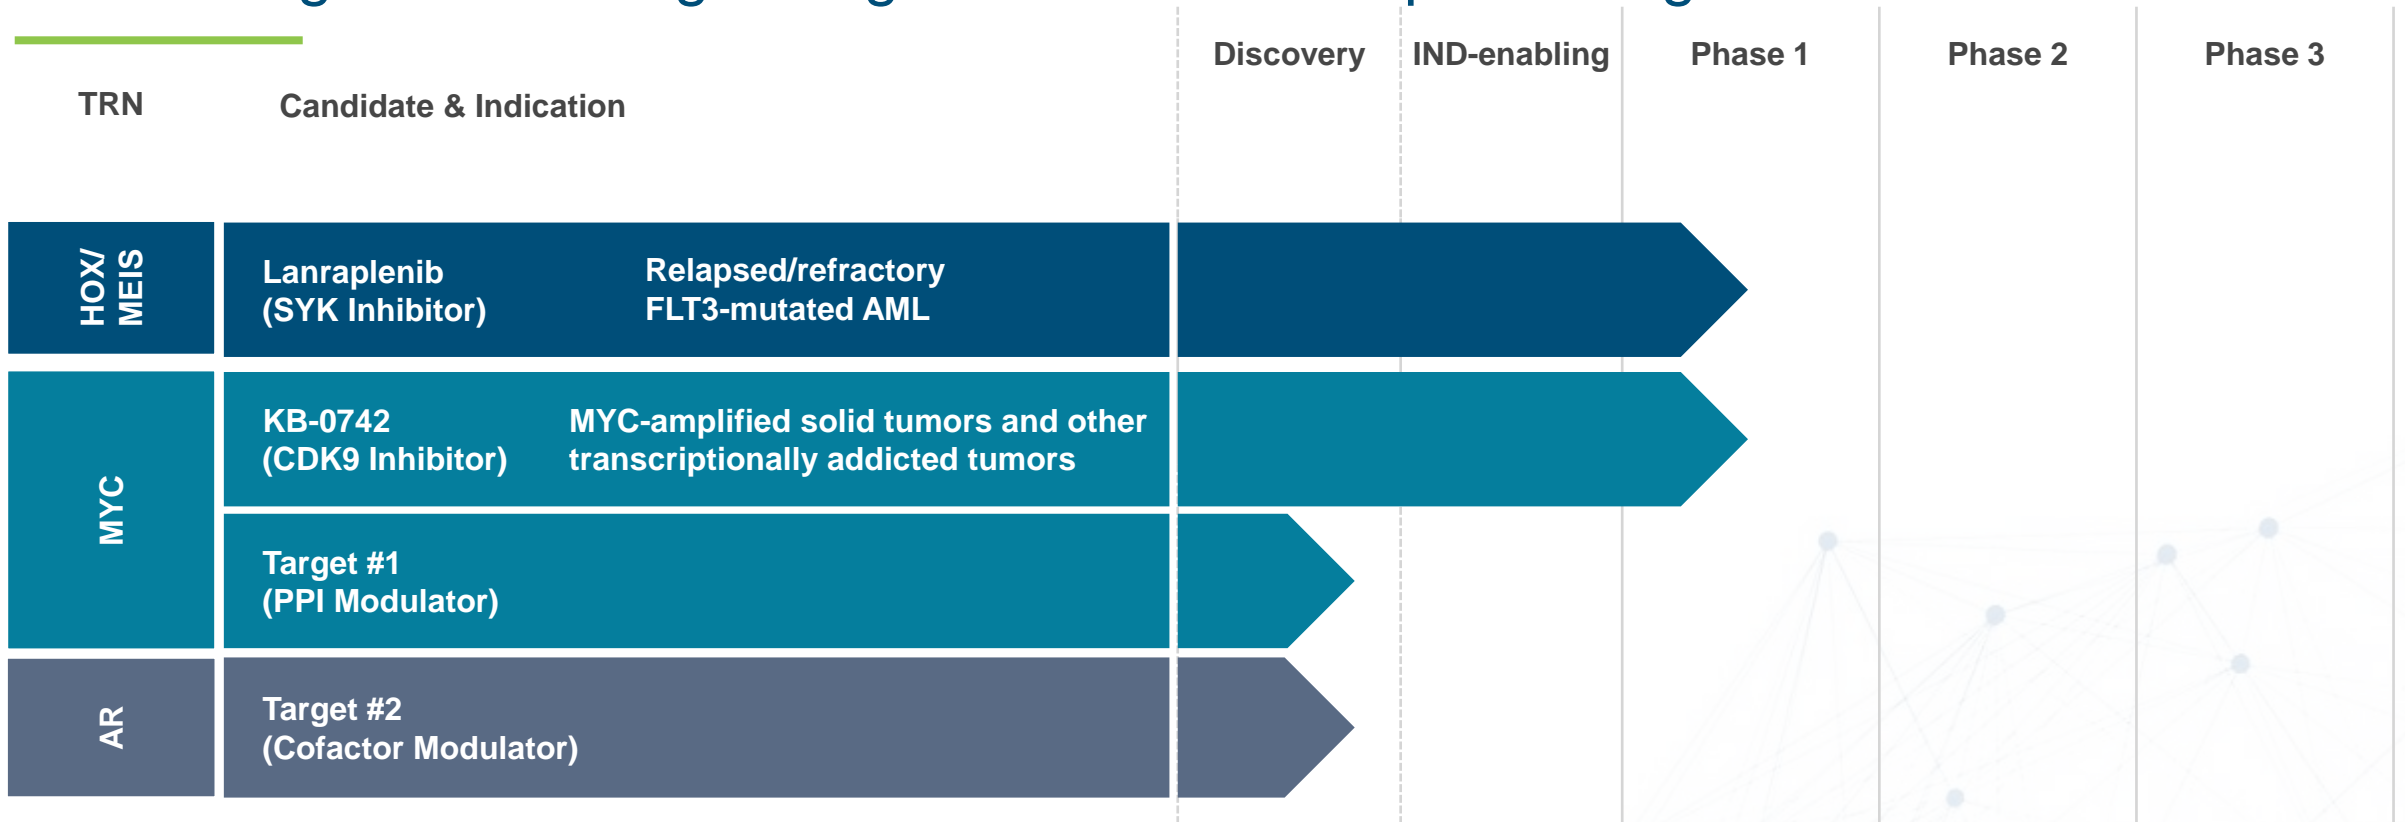 Discovery
IND-enabling
Phase 1
Phase 2
Phase 3
TRN
Candidate & Indication
HOX/
MEIS
Lanraplenib
(SYK Inhibitor)
Relapsed/refractory
FLT3-mutated AML
MYC
KB-0742
(CDK9 Inhibitor)
MYC-amplified solid tumors and other
transcriptionally addicted tumors
Target #1
(PPI Modulator)
AR
Target #2
(Cofactor Modulator)